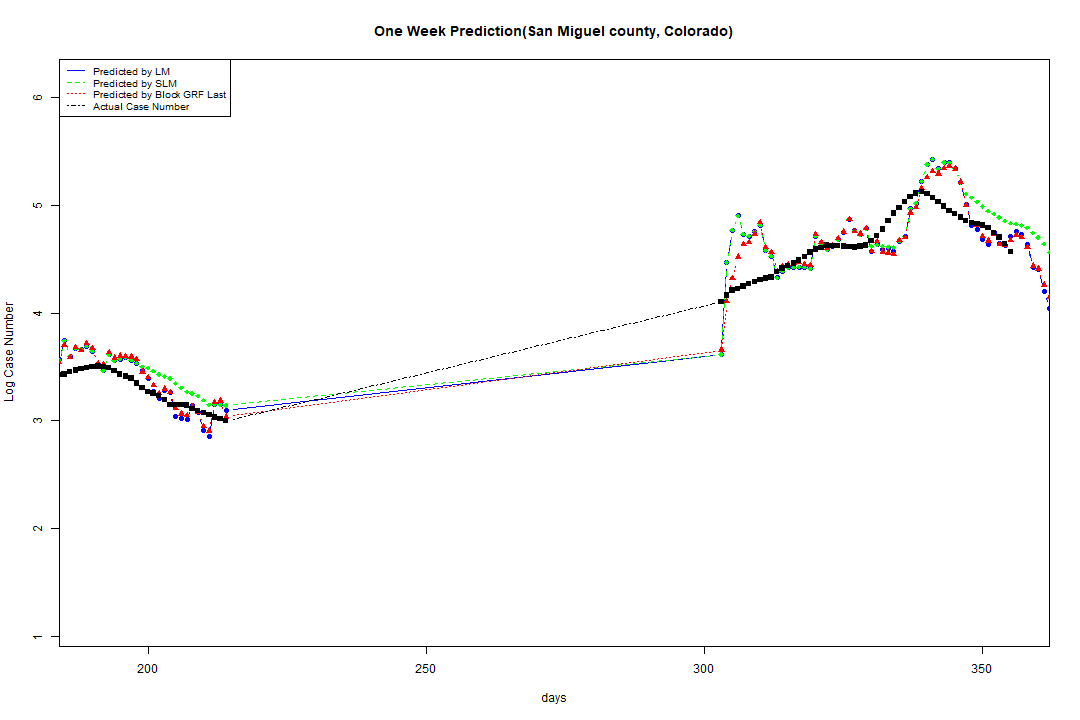 One Week Prediction(San Miguel county, Colorado)
Predicted by LM
Predicted by SLM
Predicted by Block GRF Last
Actual Case Number
Log Case Number
6
5
4
3
2
1
200 250 300 350
days